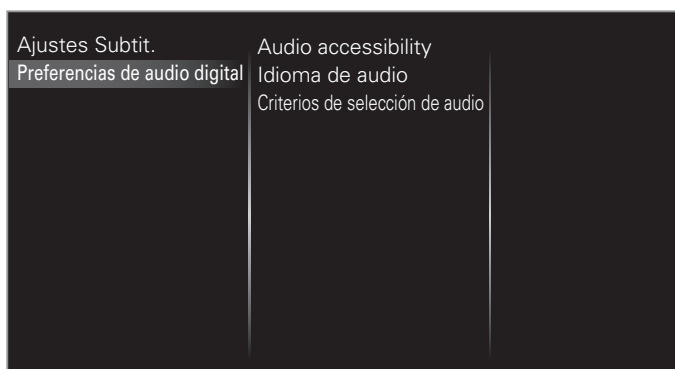 Ajustes Subtit.
Preferencias de audio digital
Audio accessibility
Idioma de audio
Criterios de selección de audio